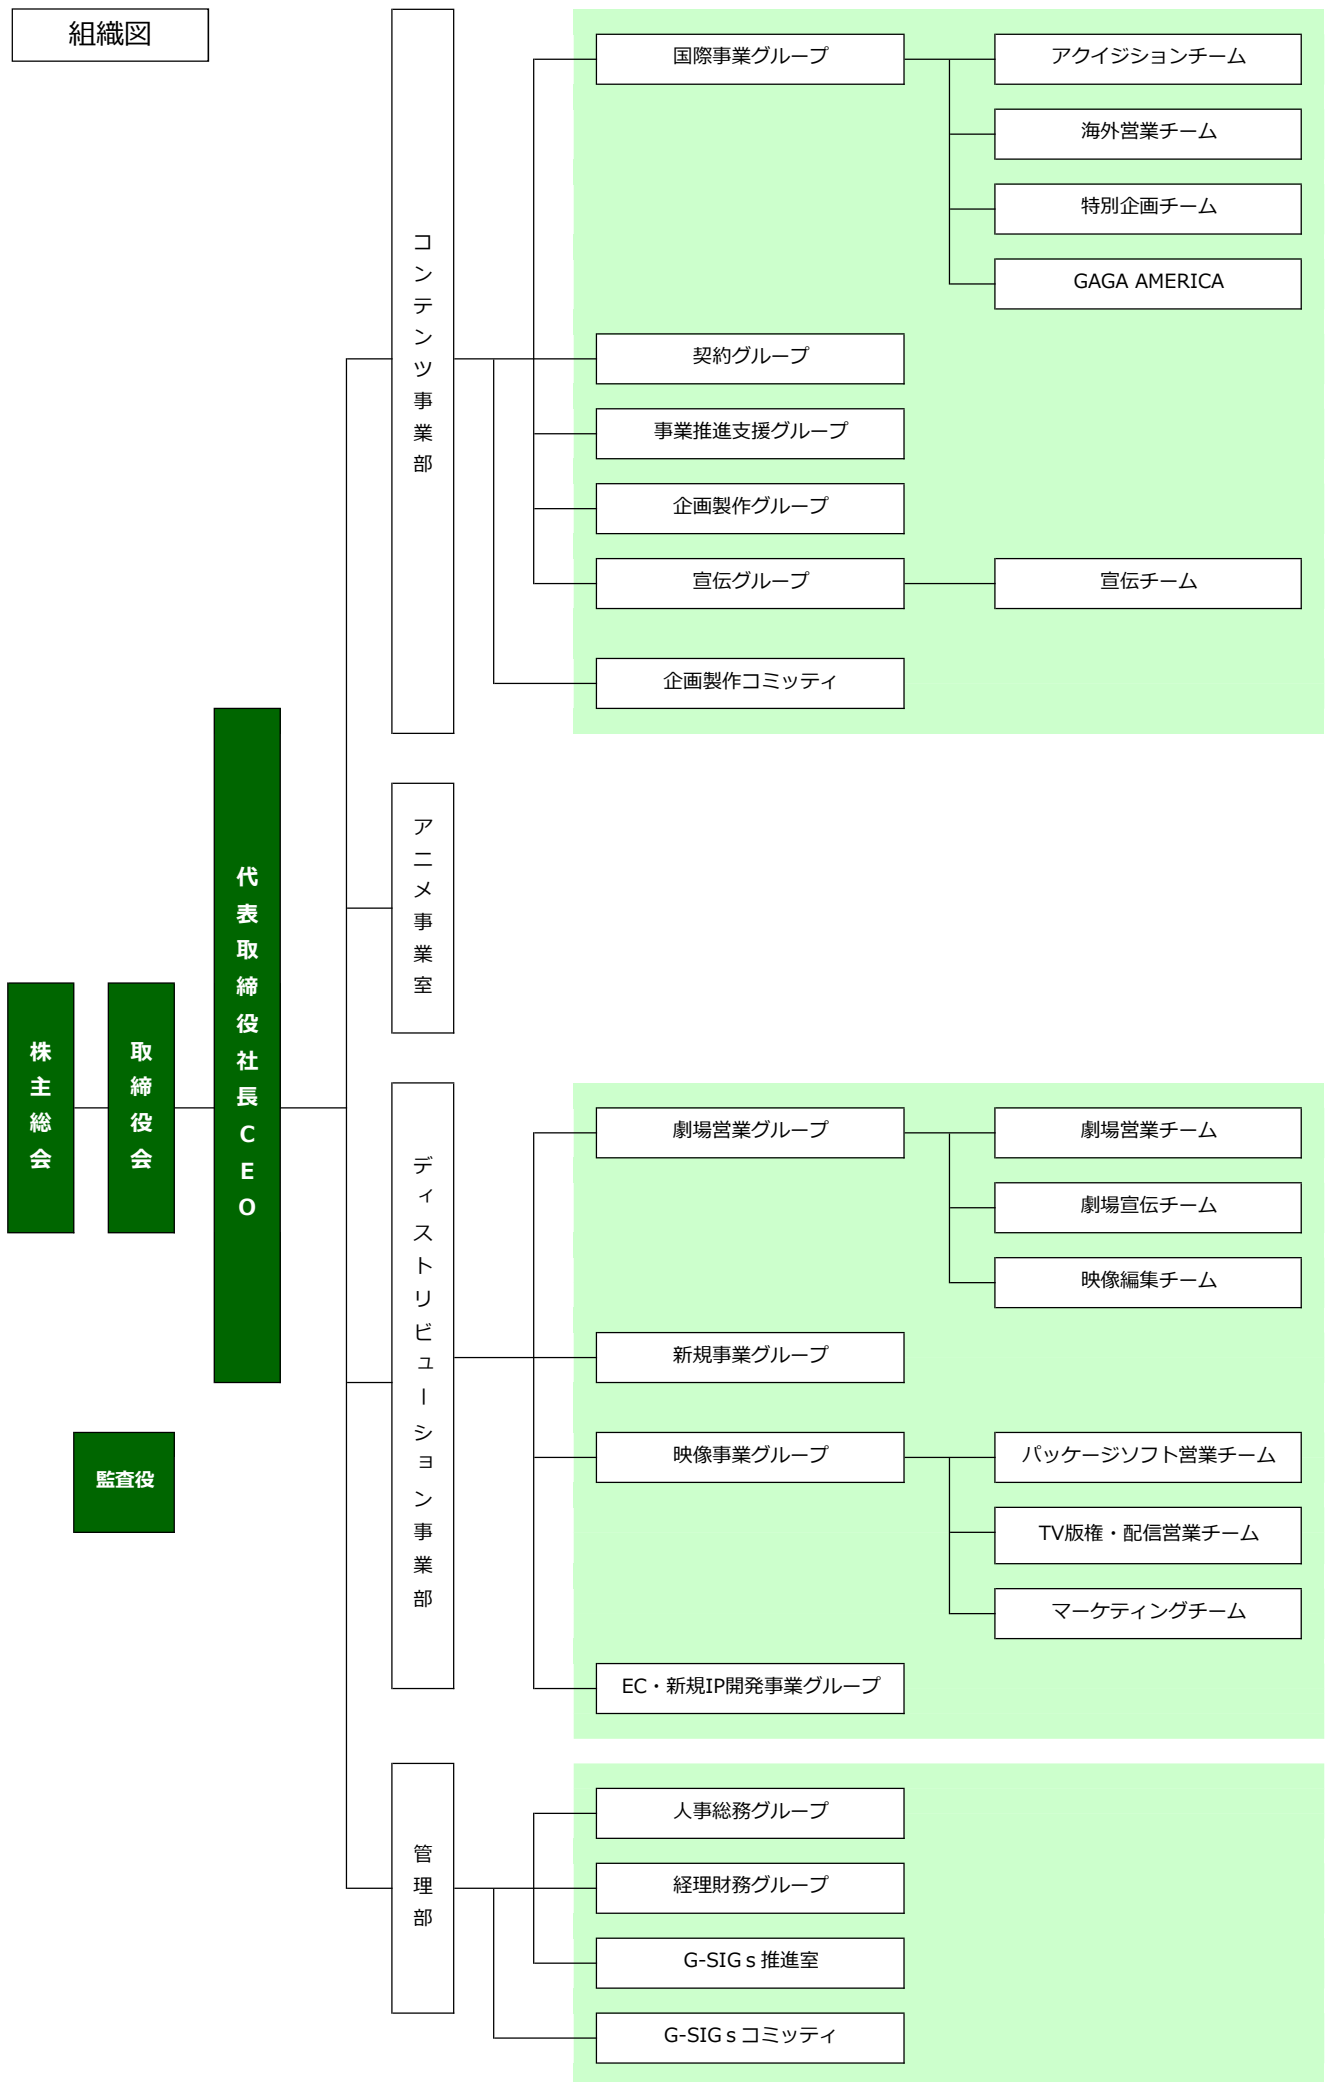 組織図
株主総会
取締役会
代表取締役社長CEO
監査役
コンテンツ事業部
国際事業グループ
アクイジションチーム
海外営業チーム
特別企画チーム
GAGA AMERICA
契約グループ
事業推進支援グループ
企画製作グループ
宣伝グループ
宣伝チーム
企画製作コミッティ
アニメ事業室
ディストリビューション事業部
劇場営業グループ
劇場営業チーム
劇場宣伝チーム
映像編集チーム
新規事業グループ
映像事業グループ
パッケージソフト営業チーム
TV版権・配信営業チーム
マーケティングチーム
EC・新規IP開発事業グループ
管理部
人事総務グループ
経理財務グループ
G-SIGｓ推進室
G-SIGｓコミッティ